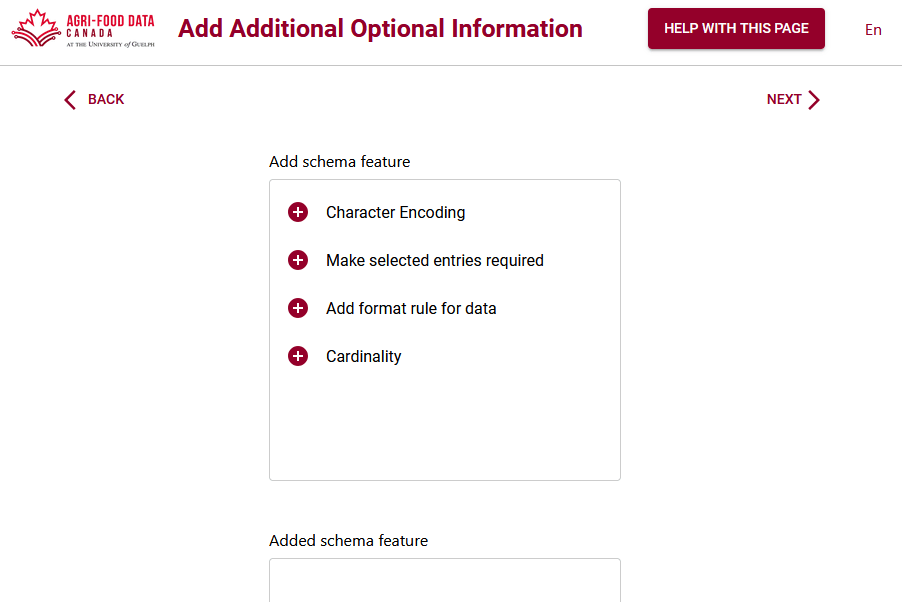 AGRI-FOOD DATA
CANADA
AT THE UNIVERSITY of GUELPH
Add Additional Optional Information
HELP WITH THIS PAGE
En
BACK
NEXT
Add schema feature
Character Encoding
Make selected entries required
Add format rule for data
Cardinality
Added schema feature